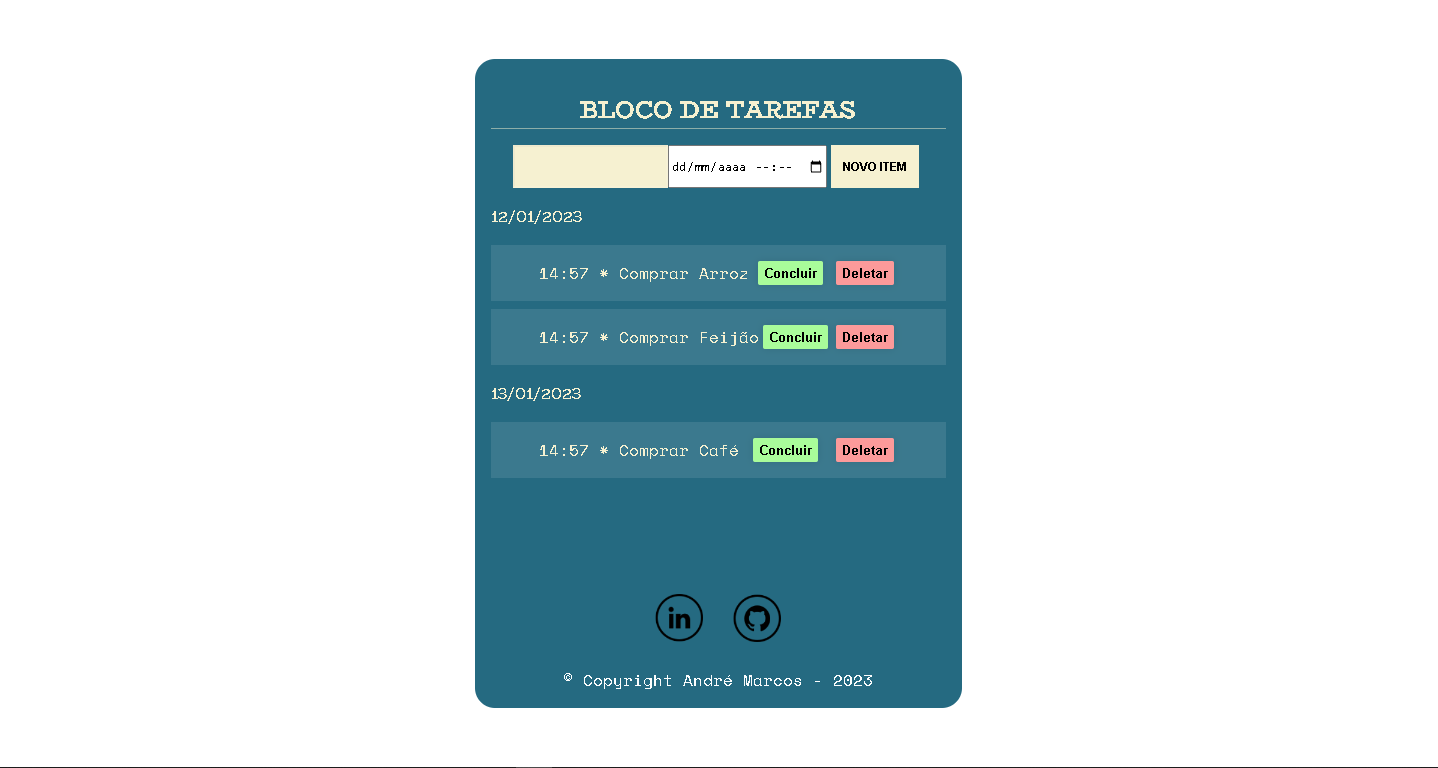 BLOCO DE TAREFAS
dd/mm/aaaa --:-- NOVO ITEM
12/01/2023
14:57 * Comprar Arroz Concluir Deletar
14:57 * Comprar Feijão Concluir Deletar
13/01/2023
14:57 * Comprar Café Concluir Deletar
in
© Copyright André Marcos - 2023